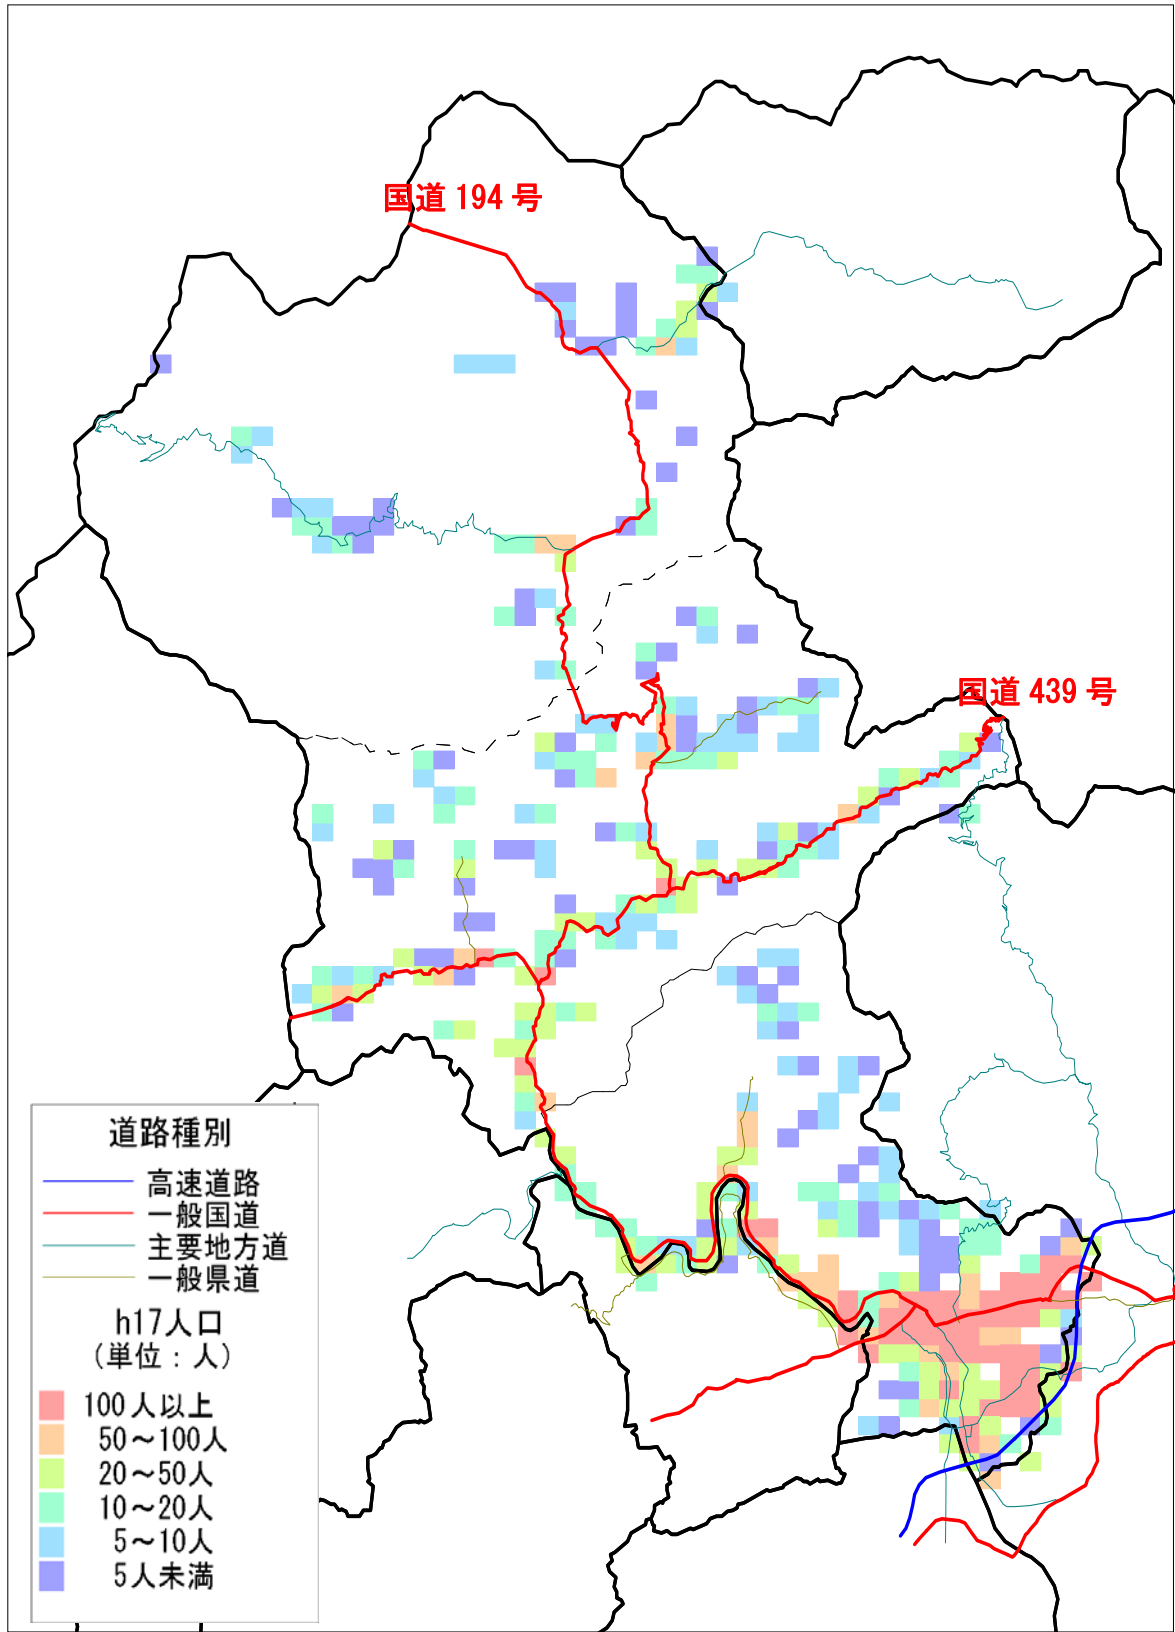 国道 194 号
国道 439 号
道路種別
高速道路
一般国道
主要地方道
一般県道
h17人口
（単位：人）
100人以上
50～100人
20～50人
10～20人
5～10人
5人未満